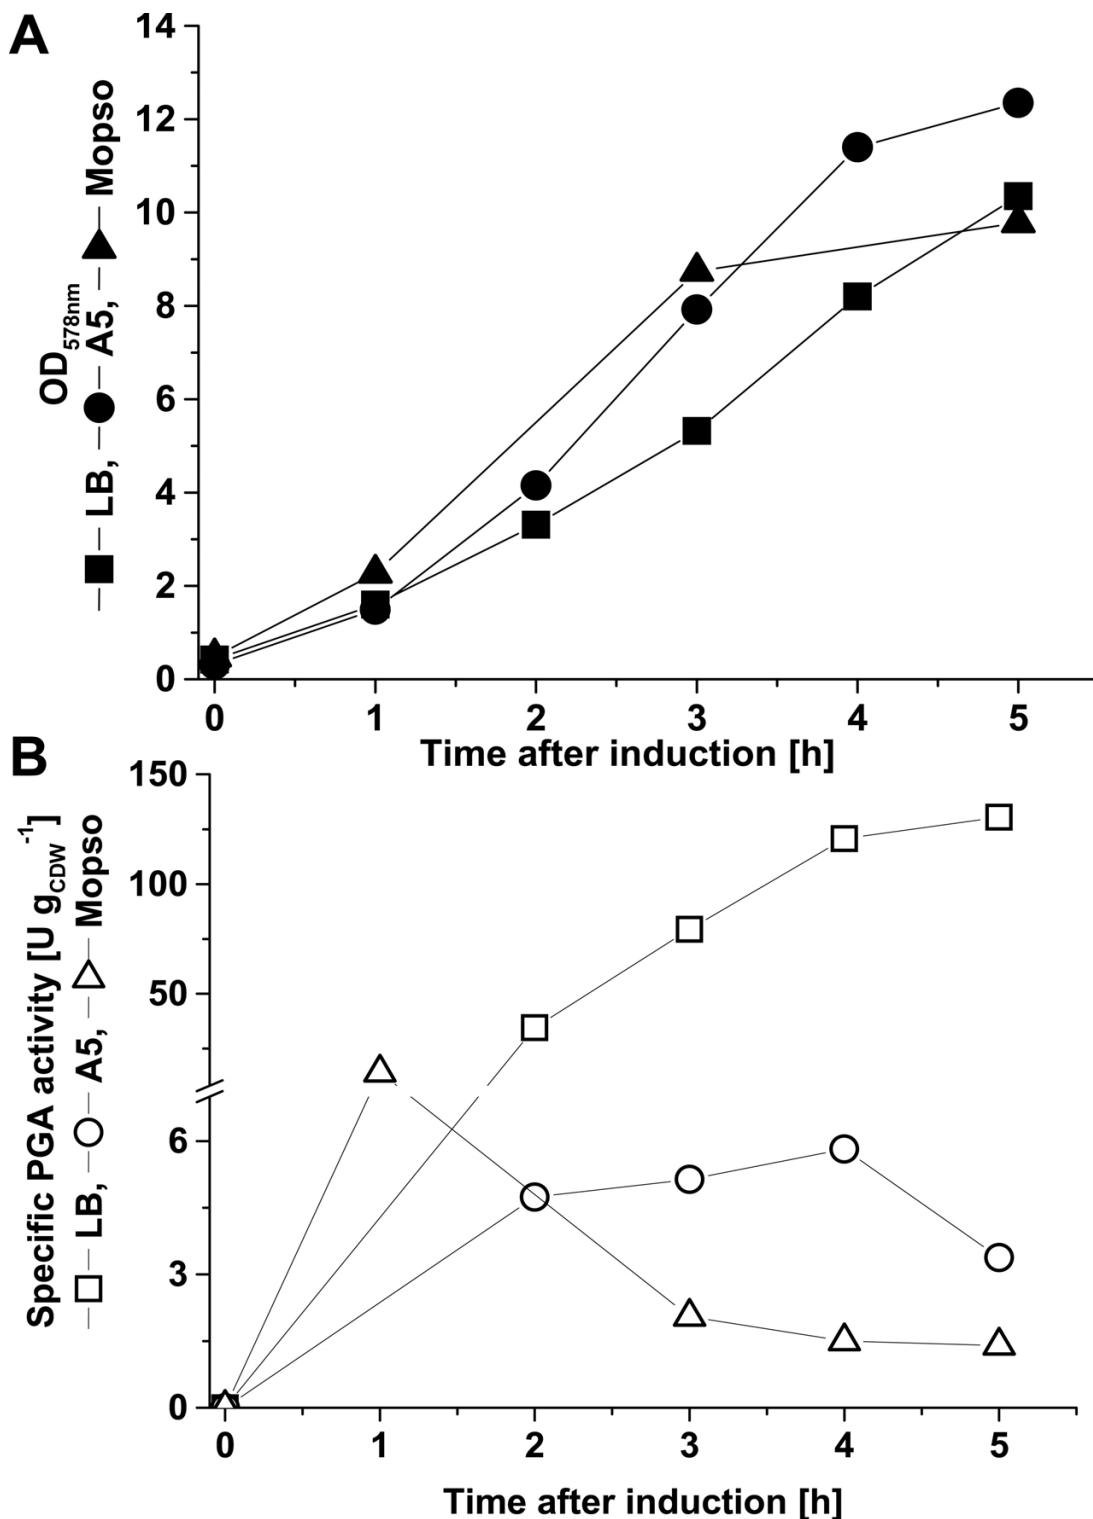 A
14
12
10
8
6
4
2
0
OD578nm
LB, A5, Mopso
0 1 2 3 4 5
Time after induction [h]
B
150
100
50
6
3
0
Specific PGA activity [U gCDW-1]
LB, A5, Mopso
0 1 2 3 4 5
Time after induction [h]